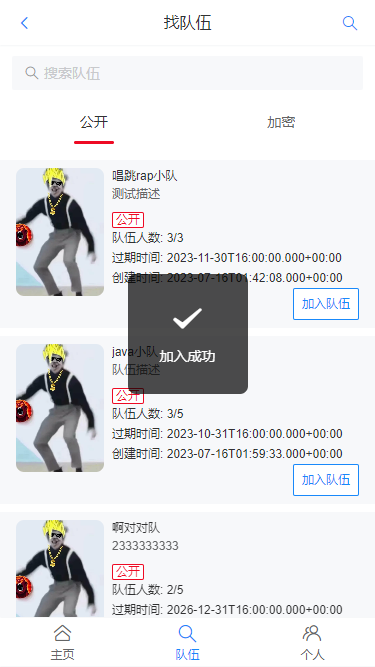 找队伍
搜索队伍
公开
加密
唱跳rap小队
测试描述
公开
队伍人数: 3/3
过期时间: 2023-11-30T16:00:00.000+00:00
创建时间: 2023-07-16T01:42:08.000+00:00
加入队伍
加入成功
java小队
队伍描述
公开
队伍人数: 3/5
过期时间: 2023-10-31T16:00:00.000+00:00
创建时间: 2023-07-16T01:59:33.000+00:00
加入队伍
啊对对队
2333333333
公开
队伍人数: 2/5
过期时间: 2026-12-31T16:00:00.000+00:00
主页
队伍
个人